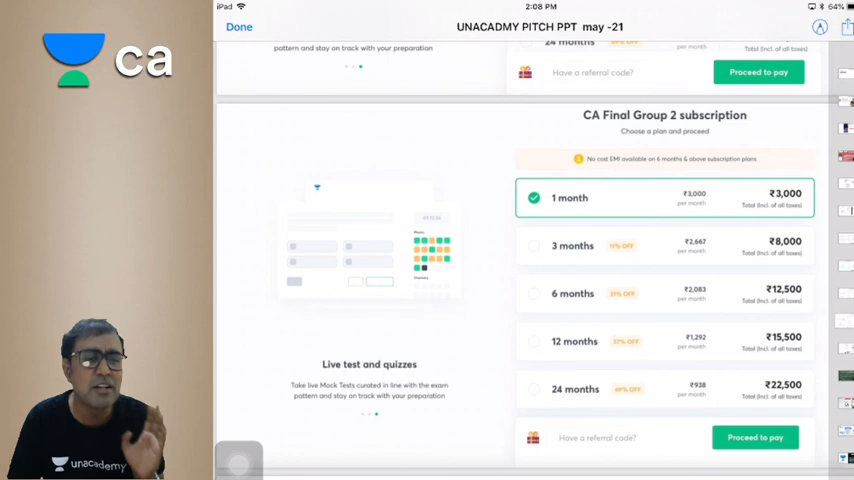 iPad
2:08 PM
64%
Done
UNACADMY PITCH PPT may -21
ca
pattern and stay on track with your preparation
24 months
Have a referral code?
Proceed to pay
CA Final Group 2 subscription
Choose a plan and proceed
No cost EMI available on 6 months & above subscription plans
1 month
₹3,000
per month
₹3,000
Total (Incl. of all taxes)
3 months
11% OFF
₹2,667
per month
₹8,000
Total (Incl. of all taxes)
6 months
31% OFF
₹2,083
per month
₹12,500
Total (Incl. of all taxes)
12 months
57% OFF
₹1,292
per month
₹15,500
Total (Incl. of all taxes)
24 months
69% OFF
₹938
per month
₹22,500
Total (Incl. of all taxes)
Live test and quizzes
Take live Mock Tests curated in line with the exam
pattern and stay on track with your preparation
Have a referral code?
Proceed to pay
unacademy